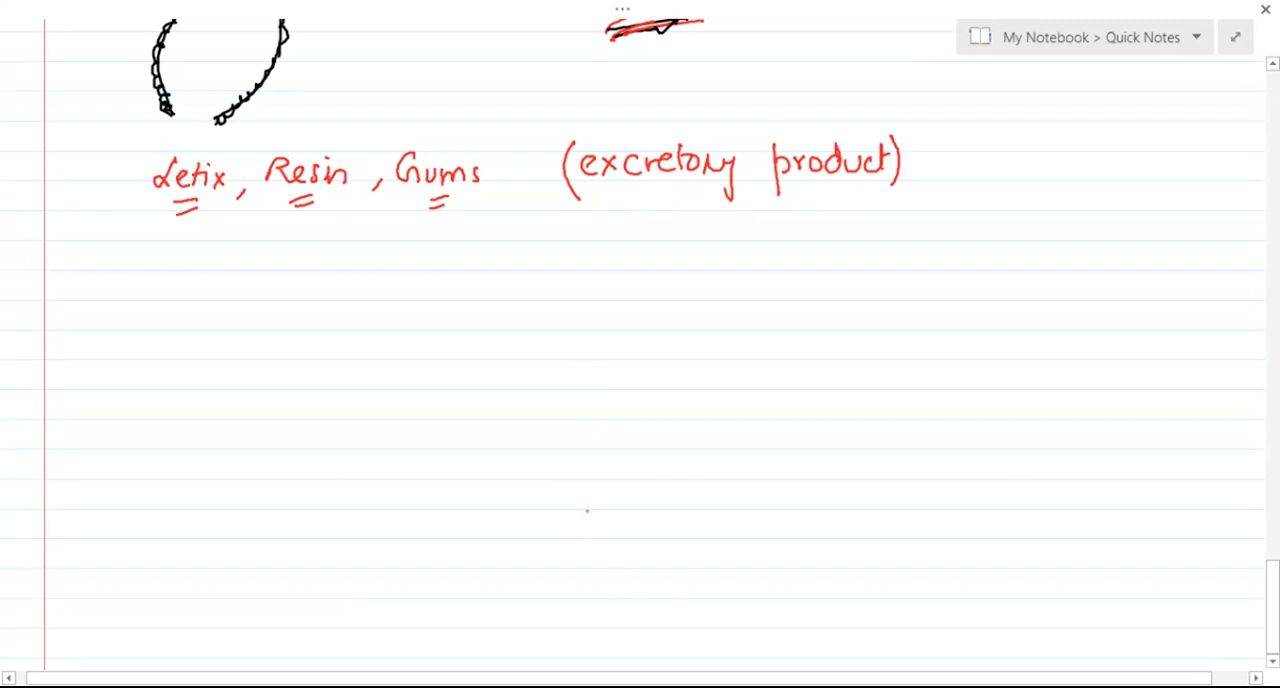 My Notebook > Quick Notes
Letix, Resin, Gums (excretory product)